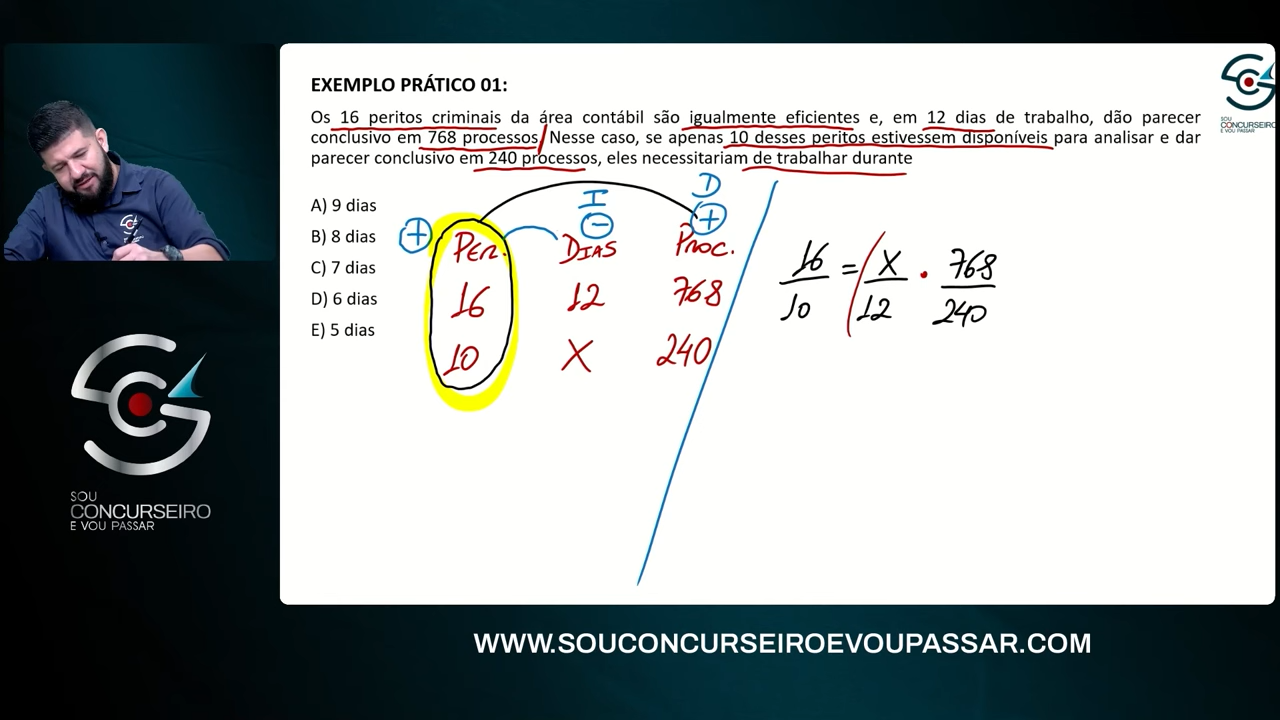 EXEMPLO PRÁTICO 01:
Os 16 peritos criminais da área contábil são igualmente eficientes e, em 12 dias de trabalho, dão parecer
conclusivo em 768 processos. Nesse caso, se apenas 10 desses peritos estivessem disponíveis para analisar e dar
parecer conclusivo em 240 processos, eles necessitariam de trabalhar durante
A) 9 dias
B) 8 dias
C) 7 dias
D) 6 dias
E) 5 dias
I D
+ − +
PER. DIAS PROC.
16 12 768
10 X 240
16/10 = X/12 . 768/240
SOU
CONCURSEIRO
E VOU PASSAR
SOU
CONCURSEIRO
E VOU PASSAR
WWW.SOUCONCURSEIROEVOUPASSAR.COM